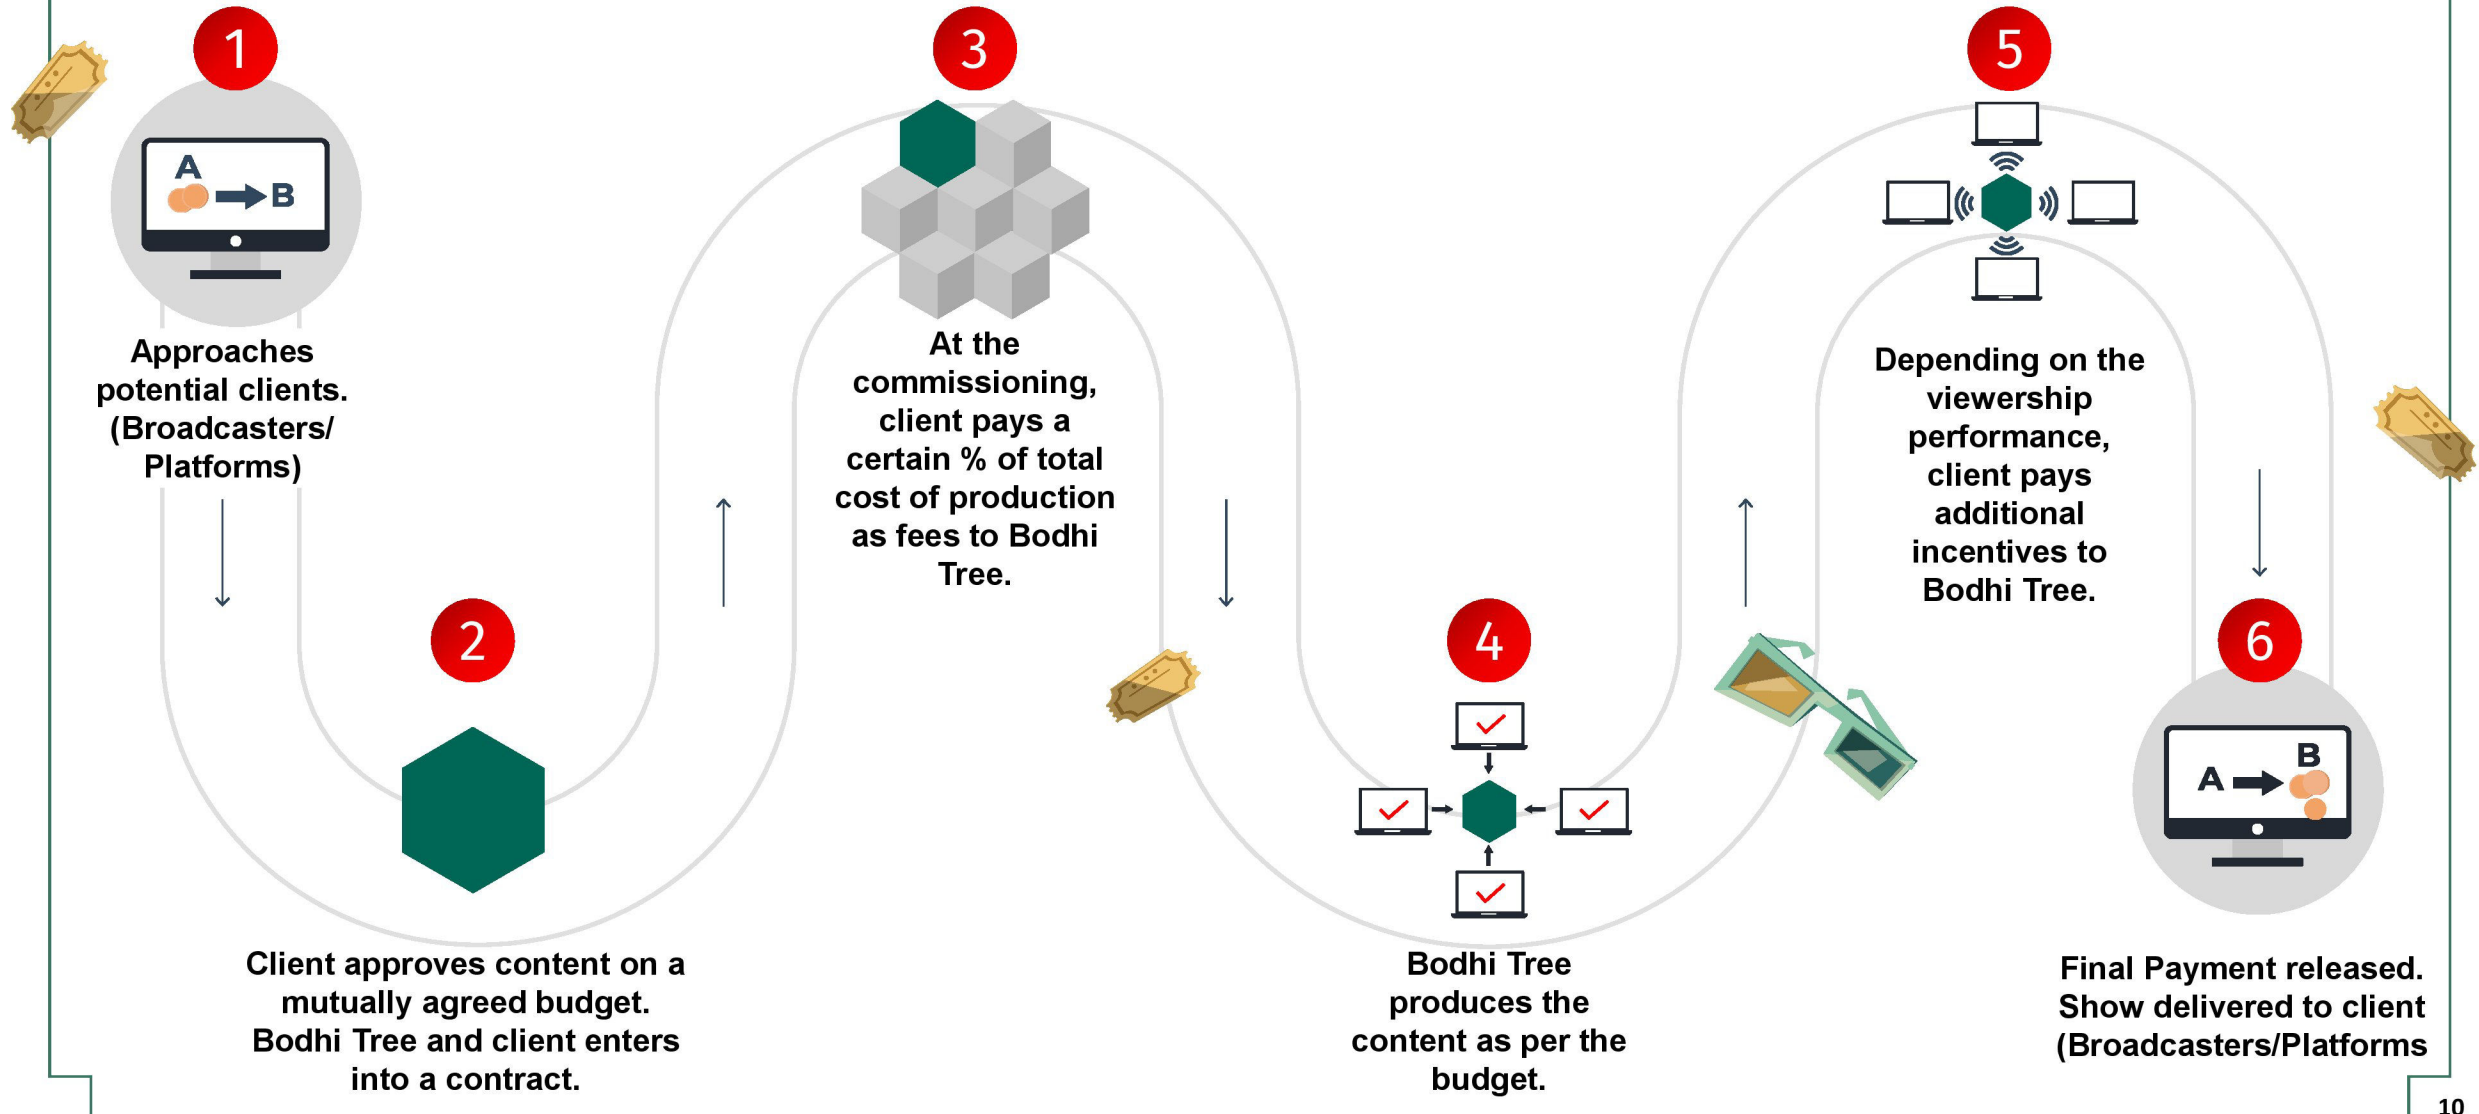 1
A
B
Approaches
potential clients.
(Broadcasters/
Platforms)
2
Client approves content on a
mutually agreed budget.
Bodhi Tree and client enters
into a contract.
3
At the
commissioning,
client pays a
certain % of total
cost of production
as fees to Bodhi
Tree.
4
Bodhi Tree
produces the
content as per the
budget.
5
Depending on the
viewership
performance,
client pays
additional
incentives to
Bodhi Tree.
6
B
A
Final Payment released.
Show delivered to client
(Broadcasters/Platforms
10